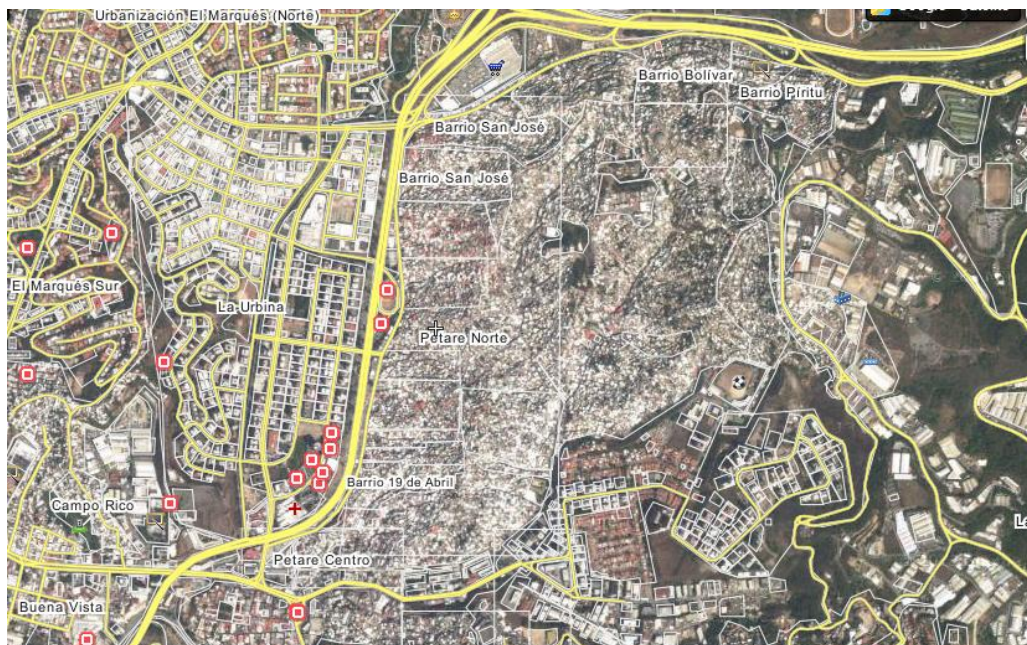 Urbanización El Marqués (Norte)
Barrio Bolívar
Barrio Píritu
Barrio San José
Barrio San José
El Marqués Sur
La Urbina
Petare Norte
Barrio 19 de Abril
Campo Rico
Petare Centro
Buena Vista